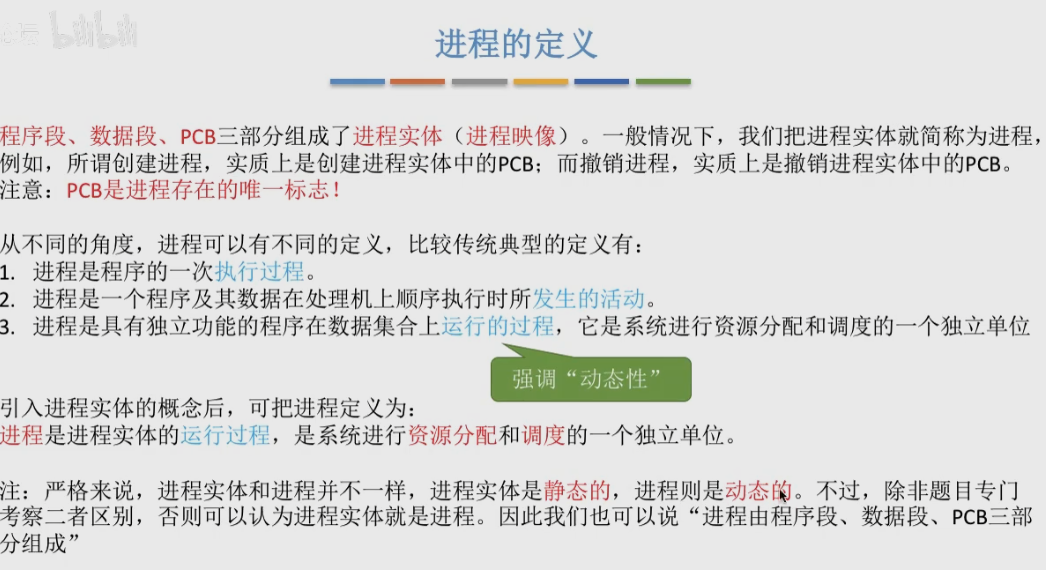 bilibili
进程的定义
程序段、数据段、PCB三部分组成了进程实体（进程映像）。一般情况下，我们把进程实体就简称为进程，
例如，所谓创建进程，实质上是创建进程实体中的PCB；而撤销进程，实质上是撤销进程实体中的PCB。
注意：PCB是进程存在的唯一标志！
从不同的角度，进程可以有不同的定义，比较传统典型的定义有：
1. 进程是程序的一次执行过程。
2. 进程是一个程序及其数据在处理机上顺序执行时所发生的活动。
3. 进程是具有独立功能的程序在数据集合上运行的过程，它是系统进行资源分配和调度的一个独立单位
强调“动态性”
引入进程实体的概念后，可把进程定义为：
进程是进程实体的运行过程，是系统进行资源分配和调度的一个独立单位。
注：严格来说，进程实体和进程并不一样，进程实体是静态的，进程则是动态的。不过，除非题目专门
考察二者区别，否则可以认为进程实体就是进程。因此我们也可以说“进程由程序段、数据段、PCB三部
分组成”